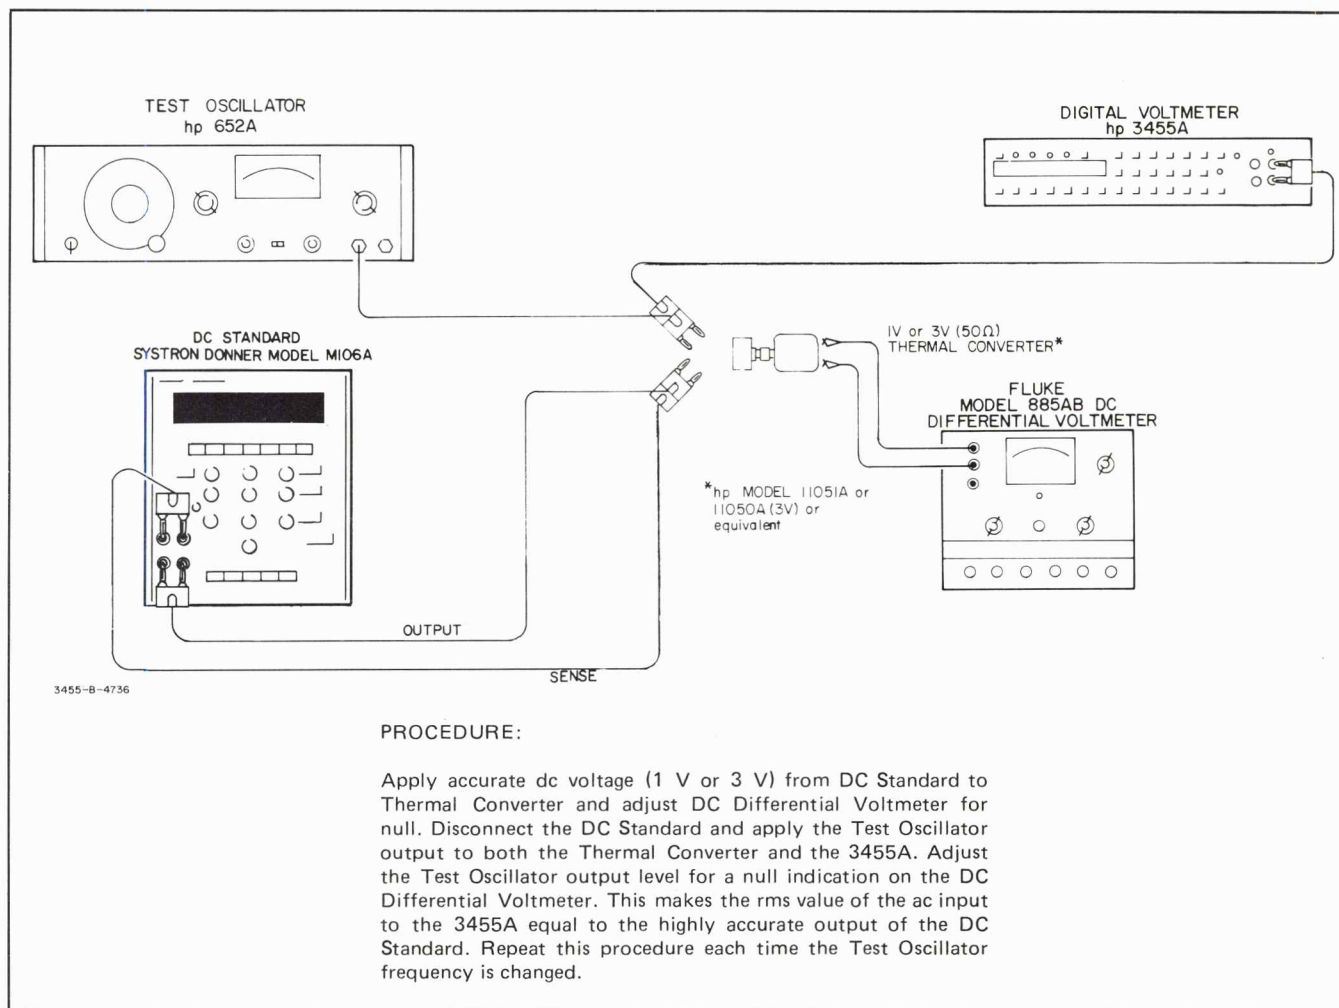 TEST OSCILLATOR
hp 652A
DIGITAL VOLTMETER
hp 3455A
DC STANDARD
SYSTRON DONNER MODEL M106A
1V or 3V (50Ω)
THERMAL CONVERTER*
FLUKE
MODEL 885AB DC
DIFFERENTIAL VOLTMETER
*hp MODEL 11051A or
11050A (3V) or
equivalent
OUTPUT
SENSE
3455-B-4736
PROCEDURE:
Apply accurate dc voltage (1 V or 3 V) from DC Standard to
Thermal Converter and adjust DC Differential Voltmeter for
null. Disconnect the DC Standard and apply the Test Oscillator
output to both the Thermal Converter and the 3455A. Adjust
the Test Oscillator output level for a null indication on the DC
Differential Voltmeter. This makes the rms value of the ac input
to the 3455A equal to the highly accurate output of the DC
Standard. Repeat this procedure each time the Test Oscillator
frequency is changed.